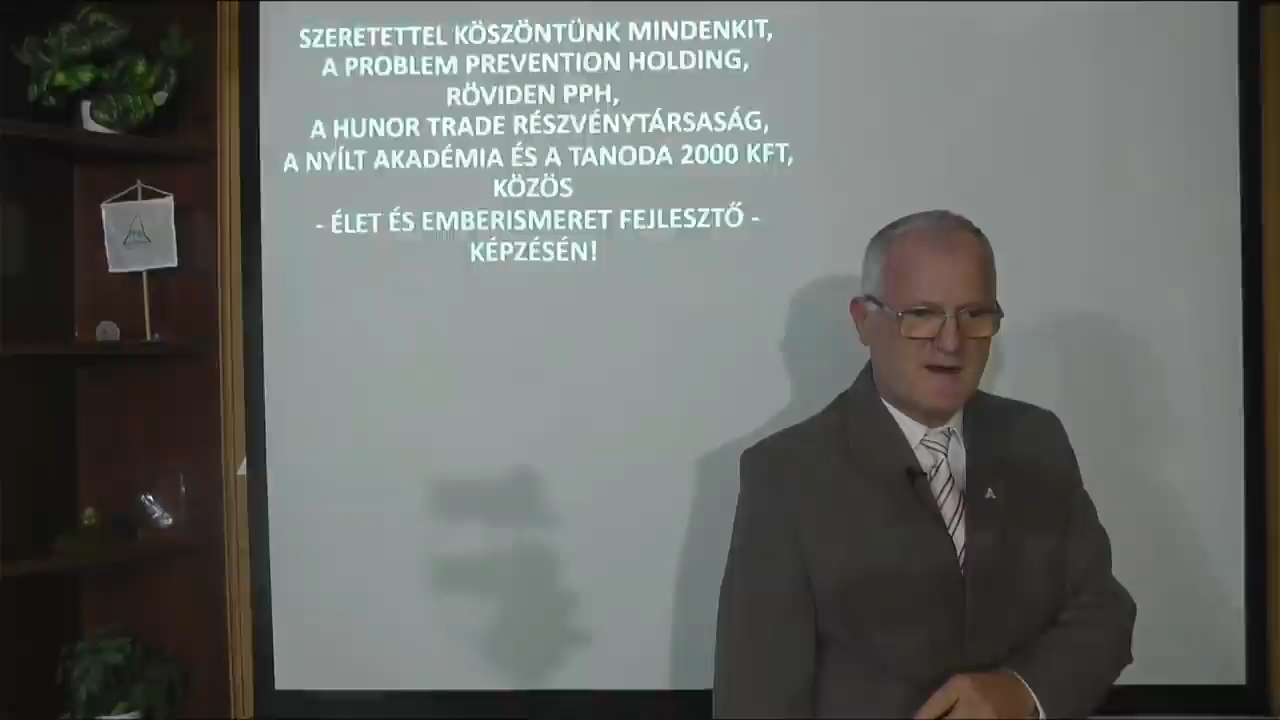 SZERETETTEL KÖSZÖNTÜNK MINDENKIT,
A PROBLEM PREVENTION HOLDING,
RÖVIDEN PPH,
A HUNOR TRADE RÉSZVÉNYTÁRSASÁG,
A NYÍLT AKADÉMIA ÉS A TANODA 2000 KFT,
KÖZÖS
- ÉLET ÉS EMBERISMERET FEJLESZTŐ -
KÉPZÉSÉN!